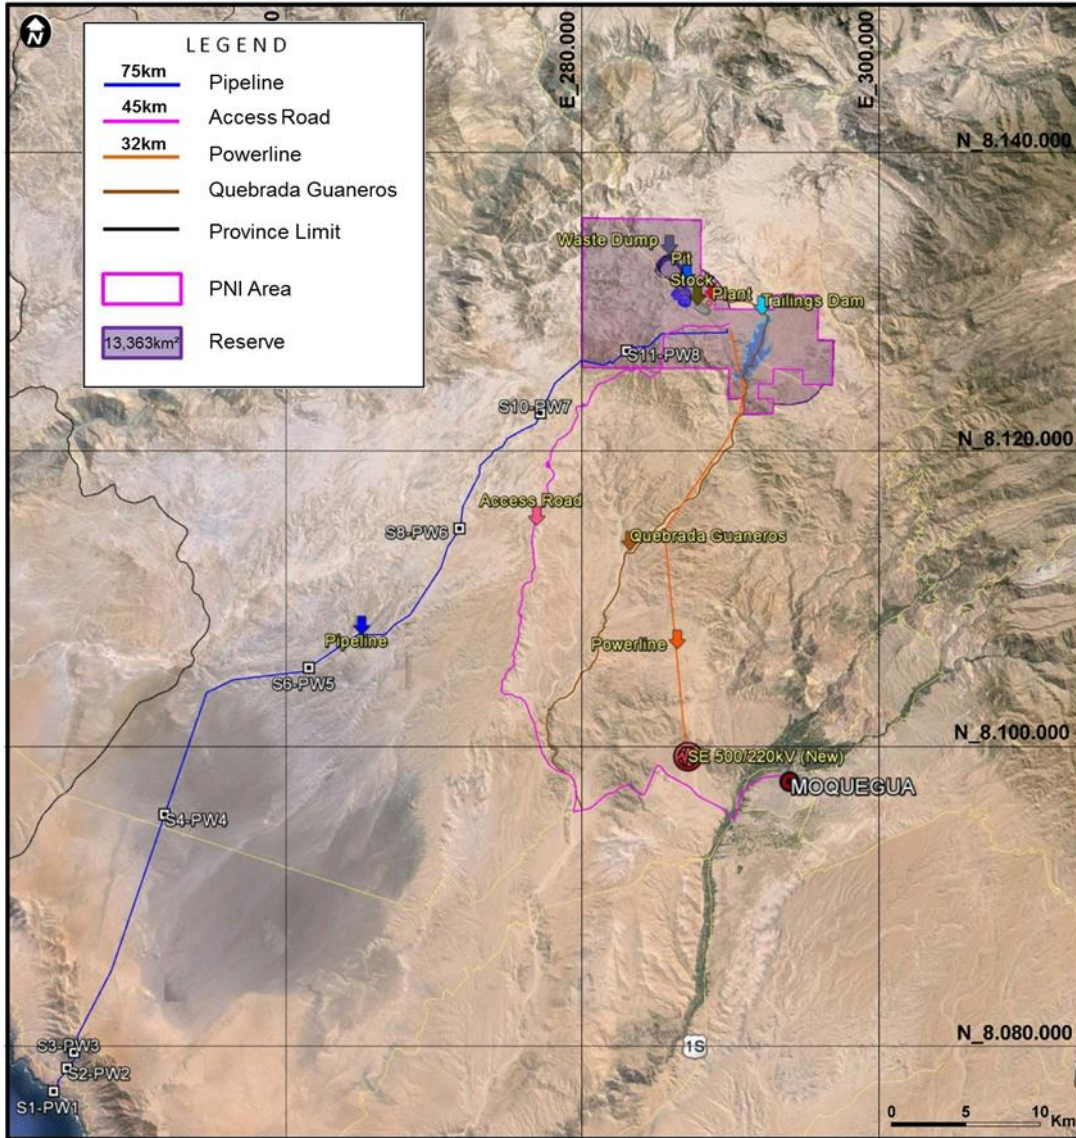 N
LEGEND
75km
Pipeline
45km
Access Road
32km
Powerline
Quebrada Guaneros
Province Limit
PNI Area
13,363km² Reserve
0
E_280.000
E_300.000
N_8.140.000
Waste Dump
Pit
Stock
Plant
Tailings Dam
S11-PW8
S10-PW7
N_8.120.000
Access Road
S8-PW6
Quebrada Guaneros
Pipeline
Powerline
S6-PW5
N_8.100.000
SE 500/220kV (New)
MOQUEGUA
S4-PW4
N_8.080.000
S3-PW3
1S
S2-PW2
S1-PW1
0 5 10 Km